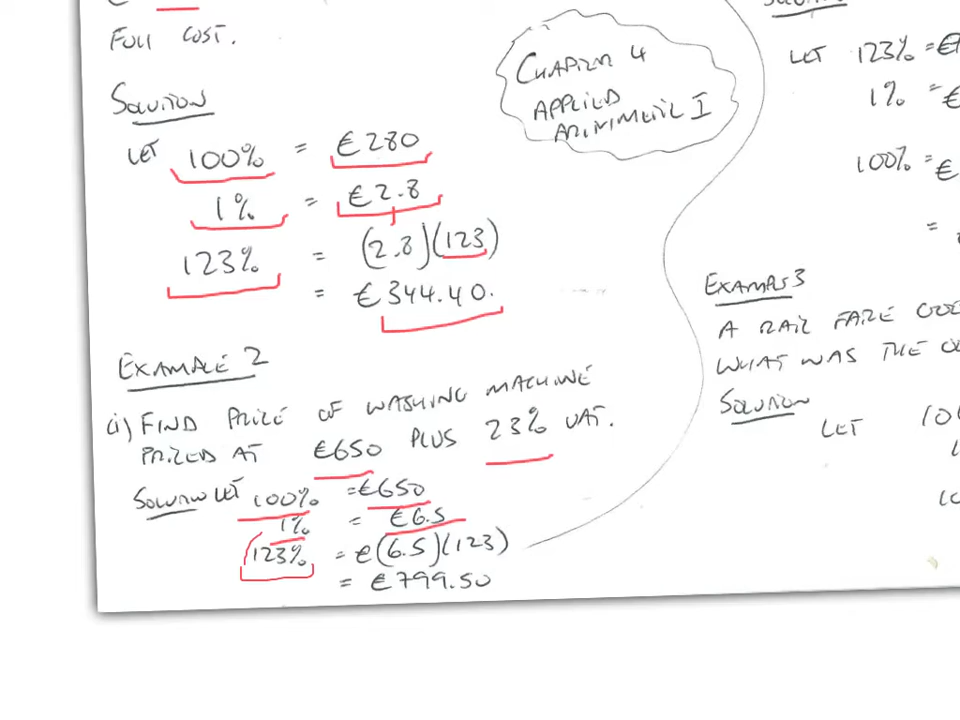 FULL COST.
SOLUTION
LET 100% = €280
1% = €2.8
123% = (2.8)(123)
= €344.40.
EXAMPLE 2
(i) FIND PRIZE OF WASHING MACHINE
PRIZED AT €650 PLUS 23% VAT.
SOLUTION LET 100% = €650
1% = €6.5
123% = €(6.5)(123)
= €799.50
CHAPTER 4
APPLIED
ARITHMETIC I
LET 123% = €
1% = €
100% = €
=
EXAMPLE 3
A RAIL FARE
WHAT WAS THE
SOLUTION
LET